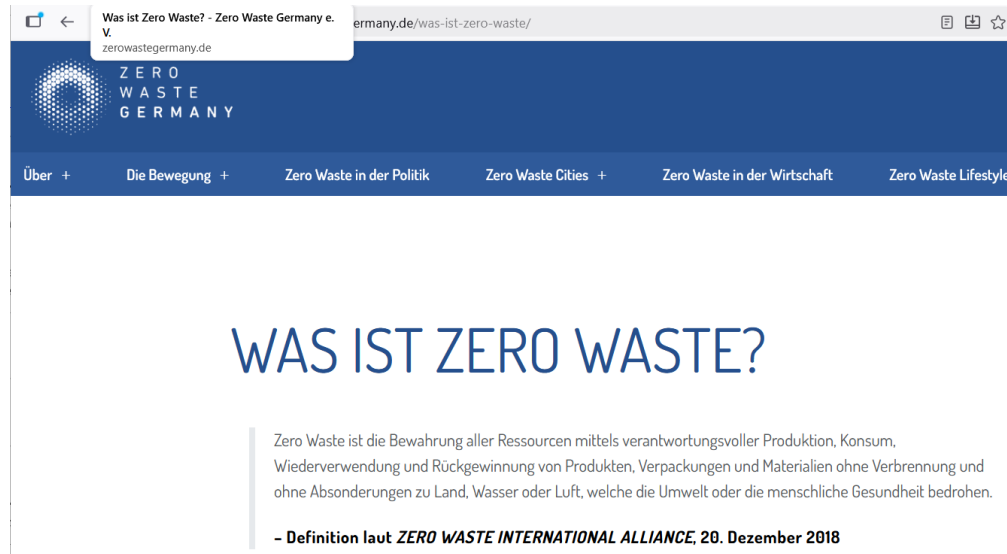 Was ist Zero Waste? - Zero Waste Germany e.
V.
zerowastegermany.de
ermany.de/was-ist-zero-waste/
ZERO
WASTE
GERMANY
Über +
Die Bewegung +
Zero Waste in der Politik
Zero Waste Cities +
Zero Waste in der Wirtschaft
Zero Waste Lifestyle
WAS IST ZERO WASTE?
Zero Waste ist die Bewahrung aller Ressourcen mittels verantwortungsvoller Produktion, Konsum,
Wiederverwendung und Rückgewinnung von Produkten, Verpackungen und Materialien ohne Verbrennung und
ohne Absonderungen zu Land, Wasser oder Luft, welche die Umwelt oder die menschliche Gesundheit bedrohen.
– Definition laut ZERO WASTE INTERNATIONAL ALLIANCE, 20. Dezember 2018